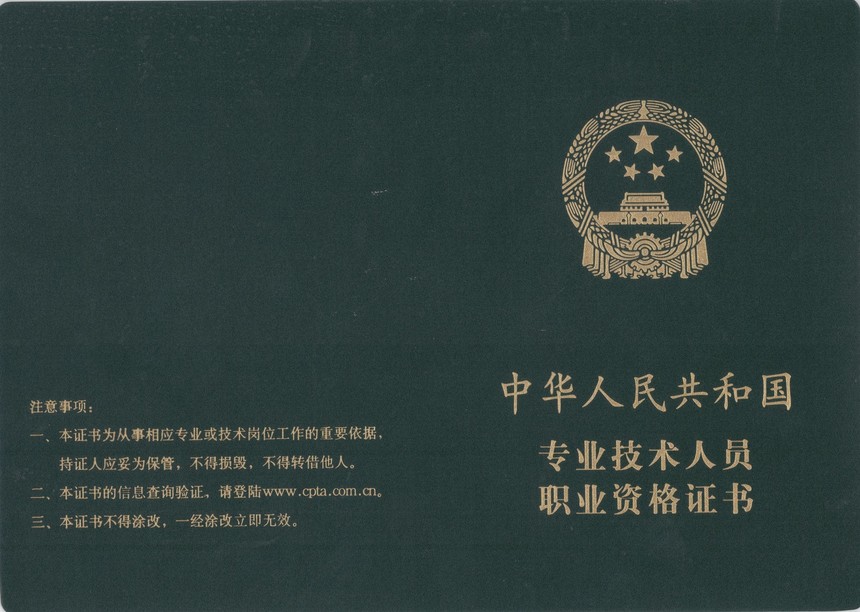 中华人民共和国
专业技术人员
职业资格证书
注意事项：
一、本证书为从事相应专业或技术岗位工作的重要依据，
持证人应妥为保管，不得损毁，不得转借他人。
二、本证书的信息查询验证，请登陆www.cpta.com.cn。
三、本证书不得涂改，一经涂改立即无效。